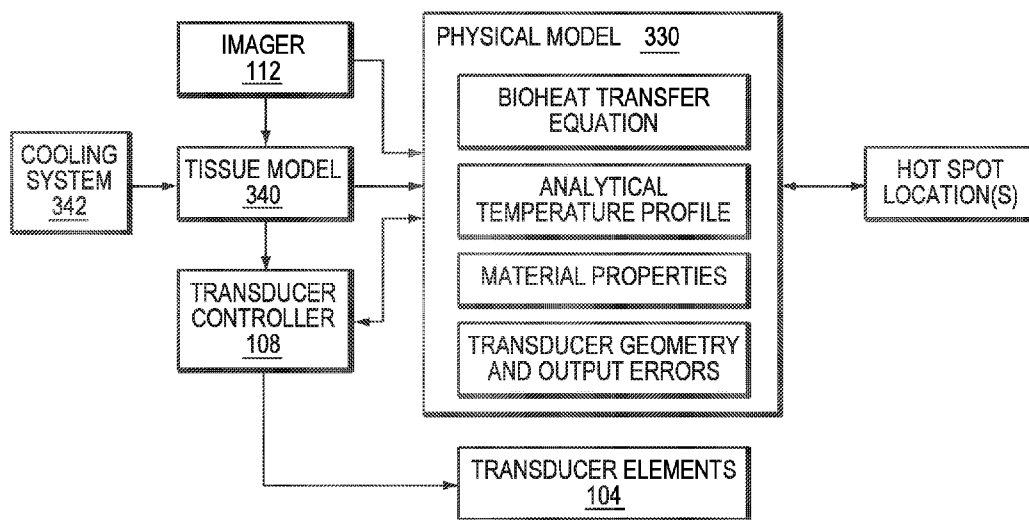 IMAGER
112
COOLING
SYSTEM
342
TISSUE MODEL
340
TRANSDUCER
CONTROLLER
108
PHYSICAL MODEL 330
BIOHEAT TRANSFER
EQUATION
ANALYTICAL
TEMPERATURE PROFILE
MATERIAL PROPERTIES
TRANSDUCER GEOMETRY
AND OUTPUT ERRORS
HOT SPOT
LOCATION(S)
TRANSDUCER ELEMENTS
104